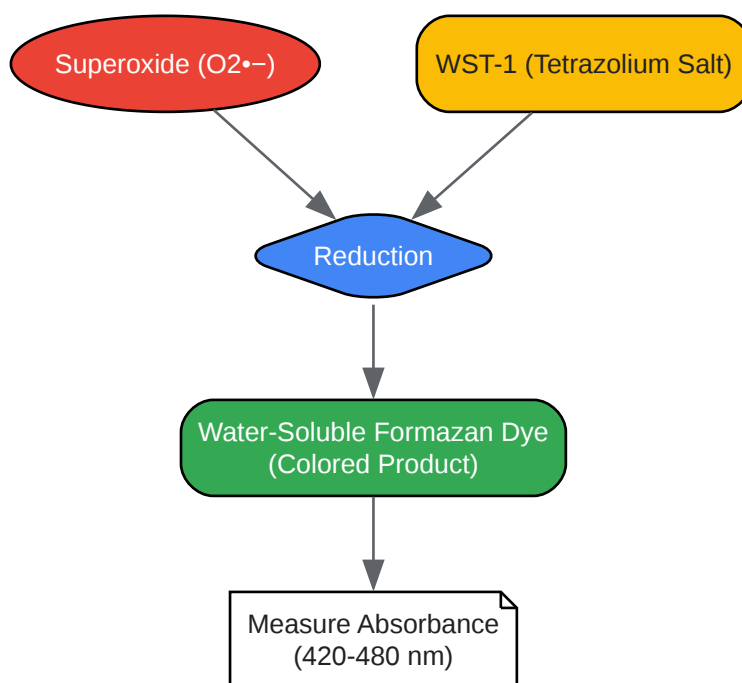 Superoxide (O2•−)
WST-1 (Tetrazolium Salt)
Reduction
Water-Soluble Formazan Dye
(Colored Product)
Measure Absorbance
(420-480 nm)